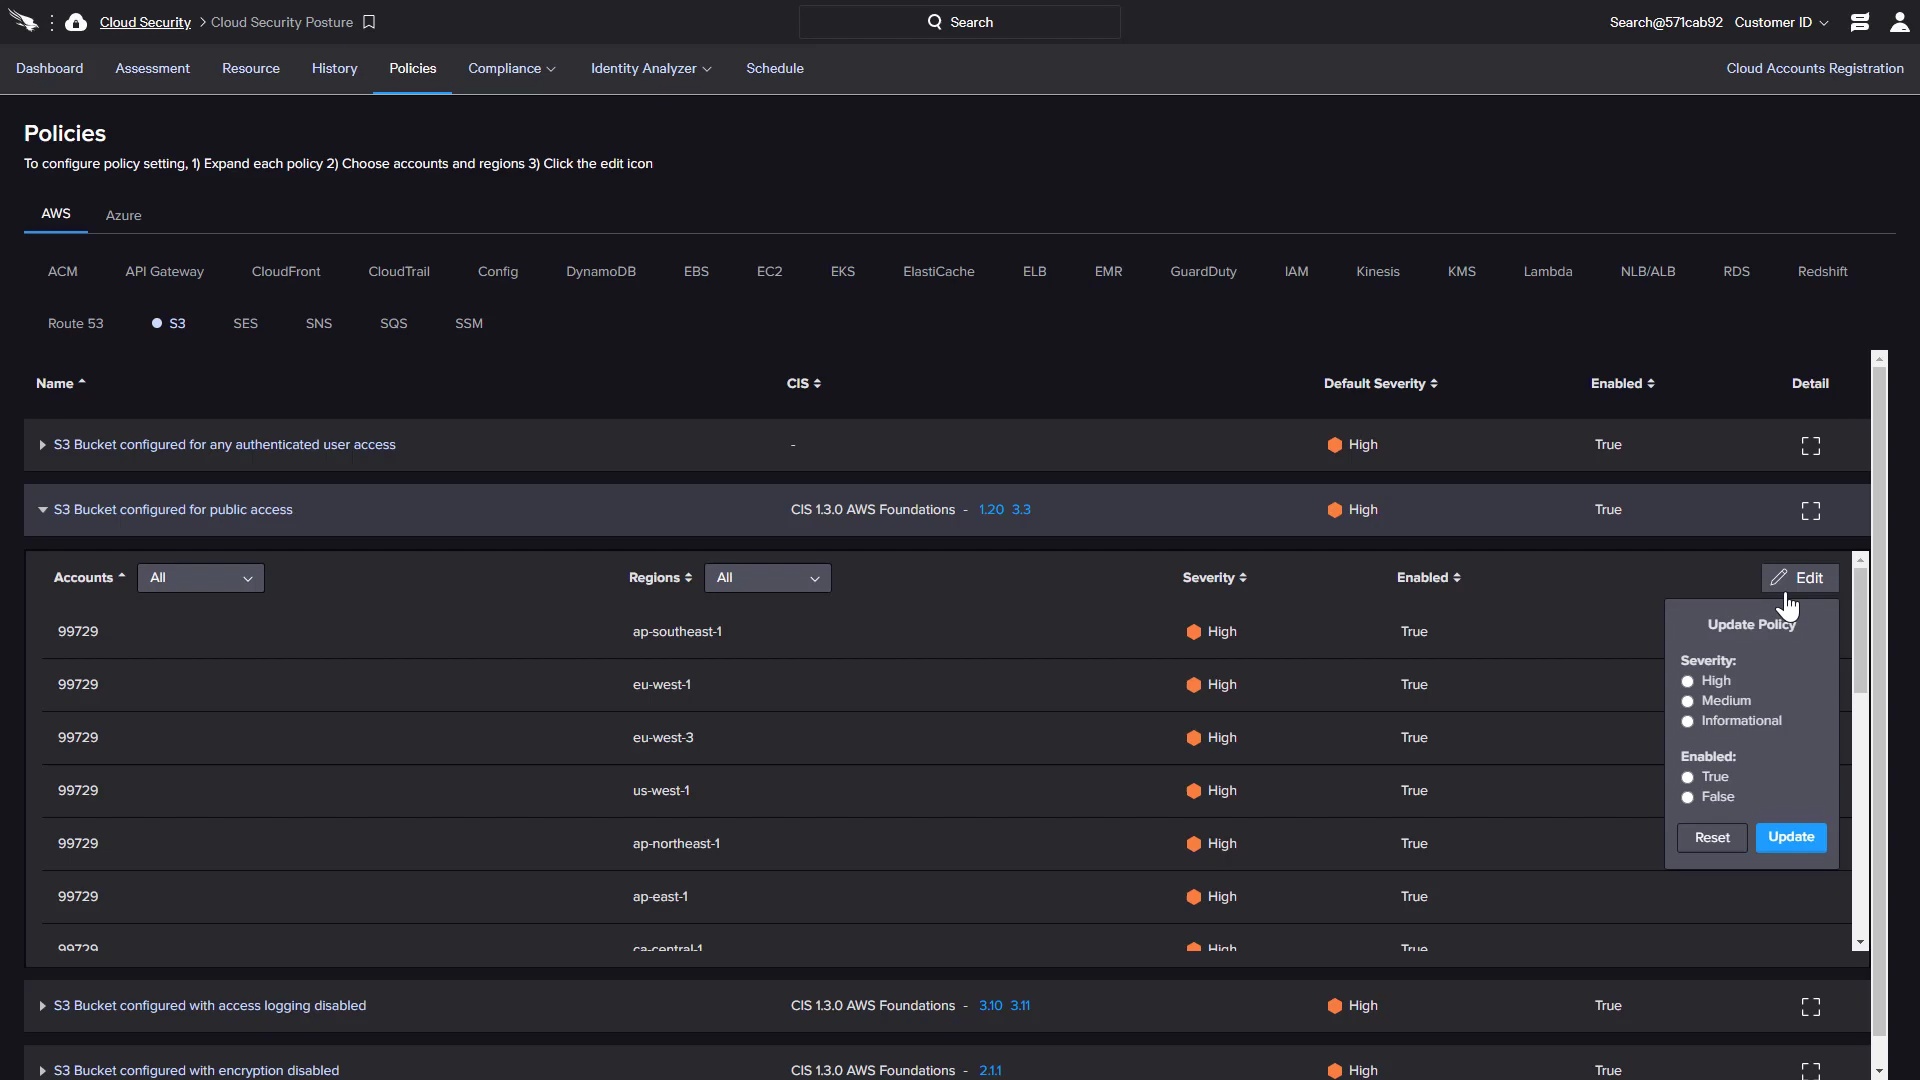 Cloud Security > Cloud Security Posture
Search
Search@571cab92 Customer ID
Dashboard Assessment Resource History Policies Compliance Identity Analyzer Schedule Cloud Accounts Registration
Policies
To configure policy setting, 1) Expand each policy 2) Choose accounts and regions 3) Click the edit icon
AWS Azure
ACM API Gateway CloudFront CloudTrail Config DynamoDB EBS EC2 EKS ElastiCache ELB EMR GuardDuty IAM Kinesis KMS Lambda NLB/ALB RDS Redshift
Route 53 S3 SES SNS SQS SSM
Name CIS Default Severity Enabled Detail
S3 Bucket configured for any authenticated user access - High True
S3 Bucket configured for public access CIS 1.3.0 AWS Foundations - 1.20 3.3 High True
Accounts All Regions All Severity Enabled Edit
99729 ap-southeast-1 High True
99729 eu-west-1 High True
99729 eu-west-3 High True
99729 us-west-1 High True
99729 ap-northeast-1 High True
99729 ap-east-1 High True
99729 ca-central-1 High True
Update Policy
Severity:
High
Medium
Informational
Enabled:
True
False
Reset Update
S3 Bucket configured with access logging disabled CIS 1.3.0 AWS Foundations - 3.10 3.11 High True
S3 Bucket configured with encryption disabled CIS 1.3.0 AWS Foundations - 2.1.1 High True